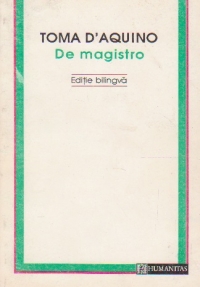 TOMA D'AQUINO
De magistro
Ediție bilingvă
HUMANITAS